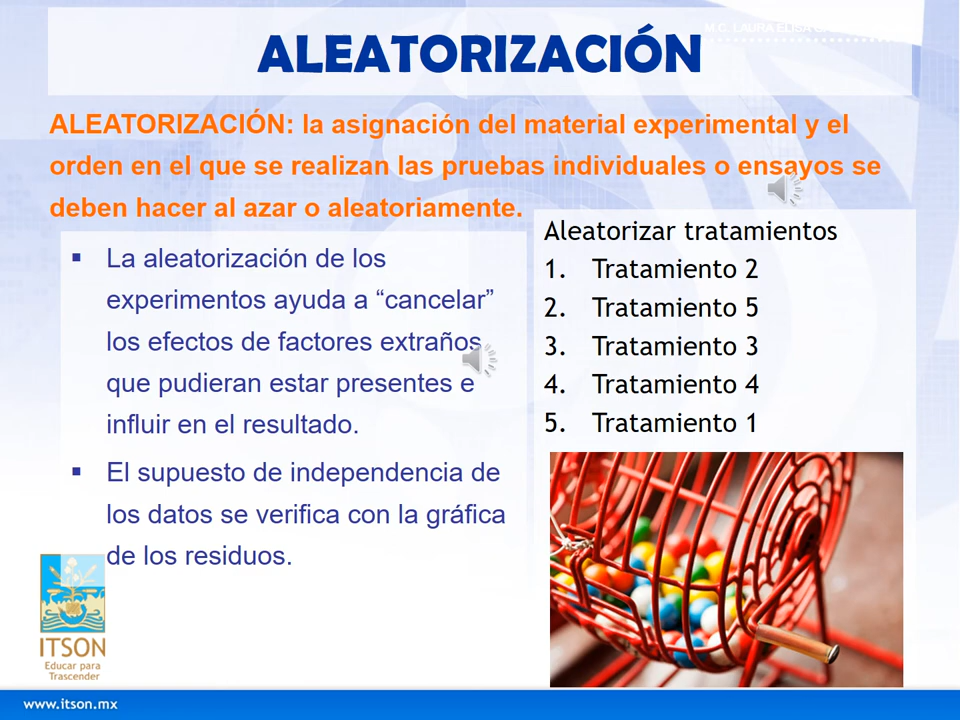 M.C. LAURA ELISA
ALEATORIZACIÓN
ALEATORIZACIÓN: la asignación del material experimental y el
orden en el que se realizan las pruebas individuales o ensayos se
deben hacer al azar o aleatoriamente.
▪ La aleatorización de los
experimentos ayuda a “cancelar”
los efectos de factores extraños
que pudieran estar presentes e
influir en el resultado.
▪ El supuesto de independencia de
los datos se verifica con la gráfica
de los residuos.
Aleatorizar tratamientos
1. Tratamiento 2
2. Tratamiento 5
3. Tratamiento 3
4. Tratamiento 4
5. Tratamiento 1
ITSON
Educar para
Trascender
www.itson.mx